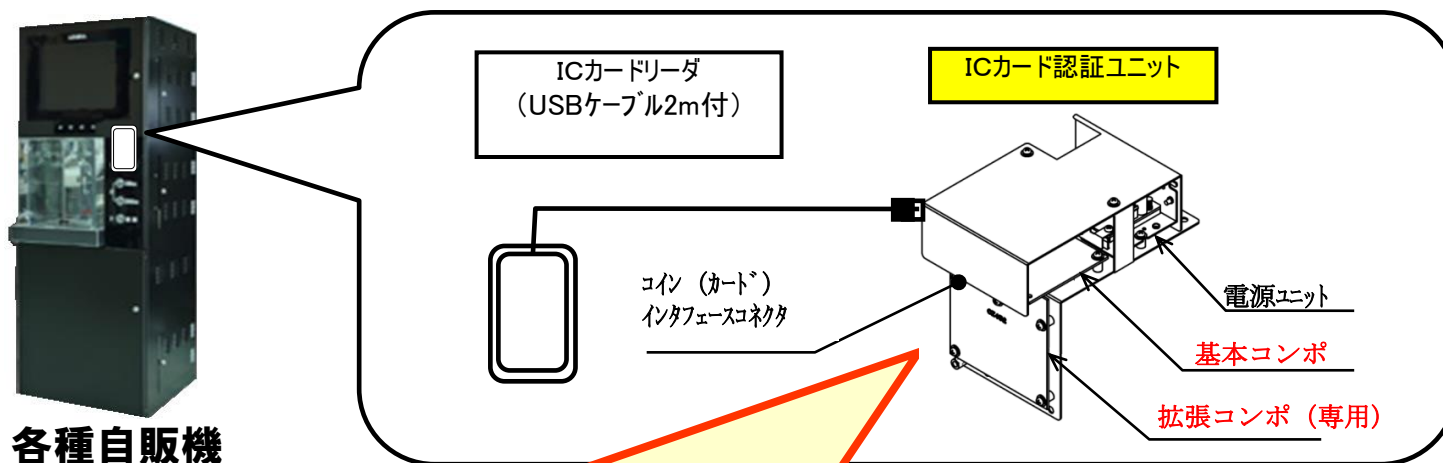 ICカードリーダ
（USBケーブル2m付）
ICカード認証ユニット
コイン（カード）
インタフェースコネクタ
電源ユニット
基本コンポ
拡張コンポ（専用）
各種自販機